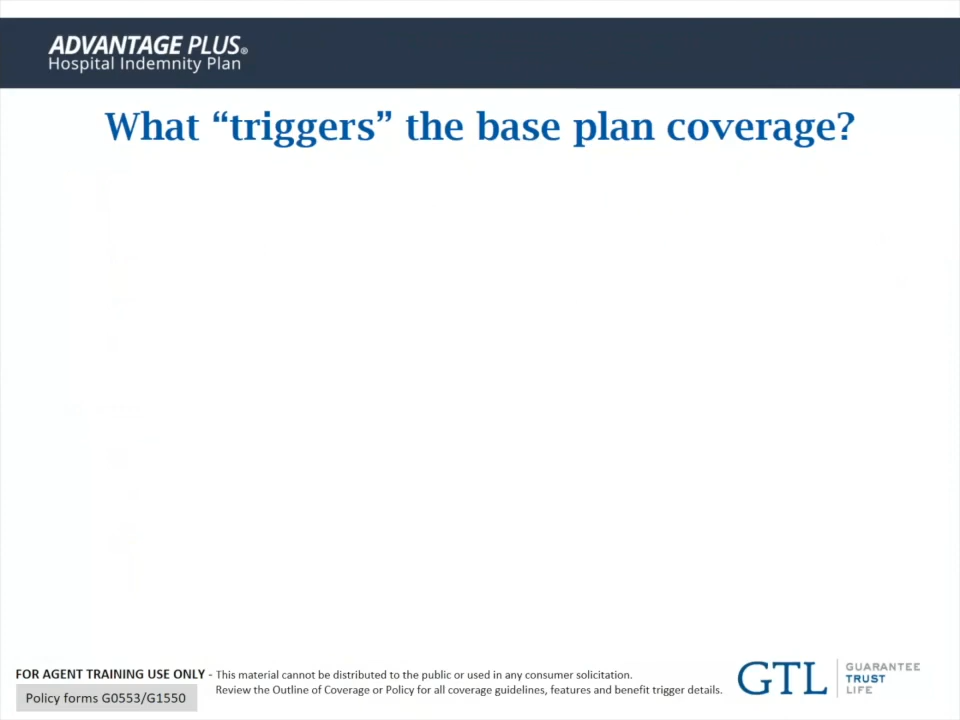 ADVANTAGE PLUS®
Hospital Indemnity Plan
What “triggers” the base plan coverage?
FOR AGENT TRAINING USE ONLY - This material cannot be distributed to the public or used in any consumer solicitation.
Review the Outline of Coverage or Policy for all coverage guidelines, features and benefit trigger details.
Policy forms G0553/G1550
GTL
GUARANTEE
TRUST
LIFE